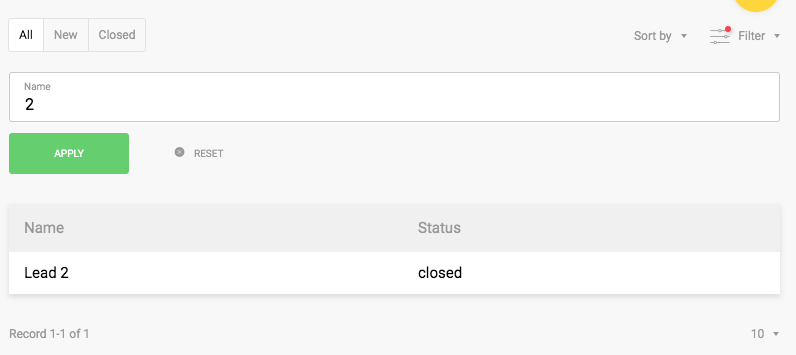 All New Closed Sort by Filter
Name
2
APPLY RESET
Name Status
Lead 2 closed
Record 1-1 of 1 10